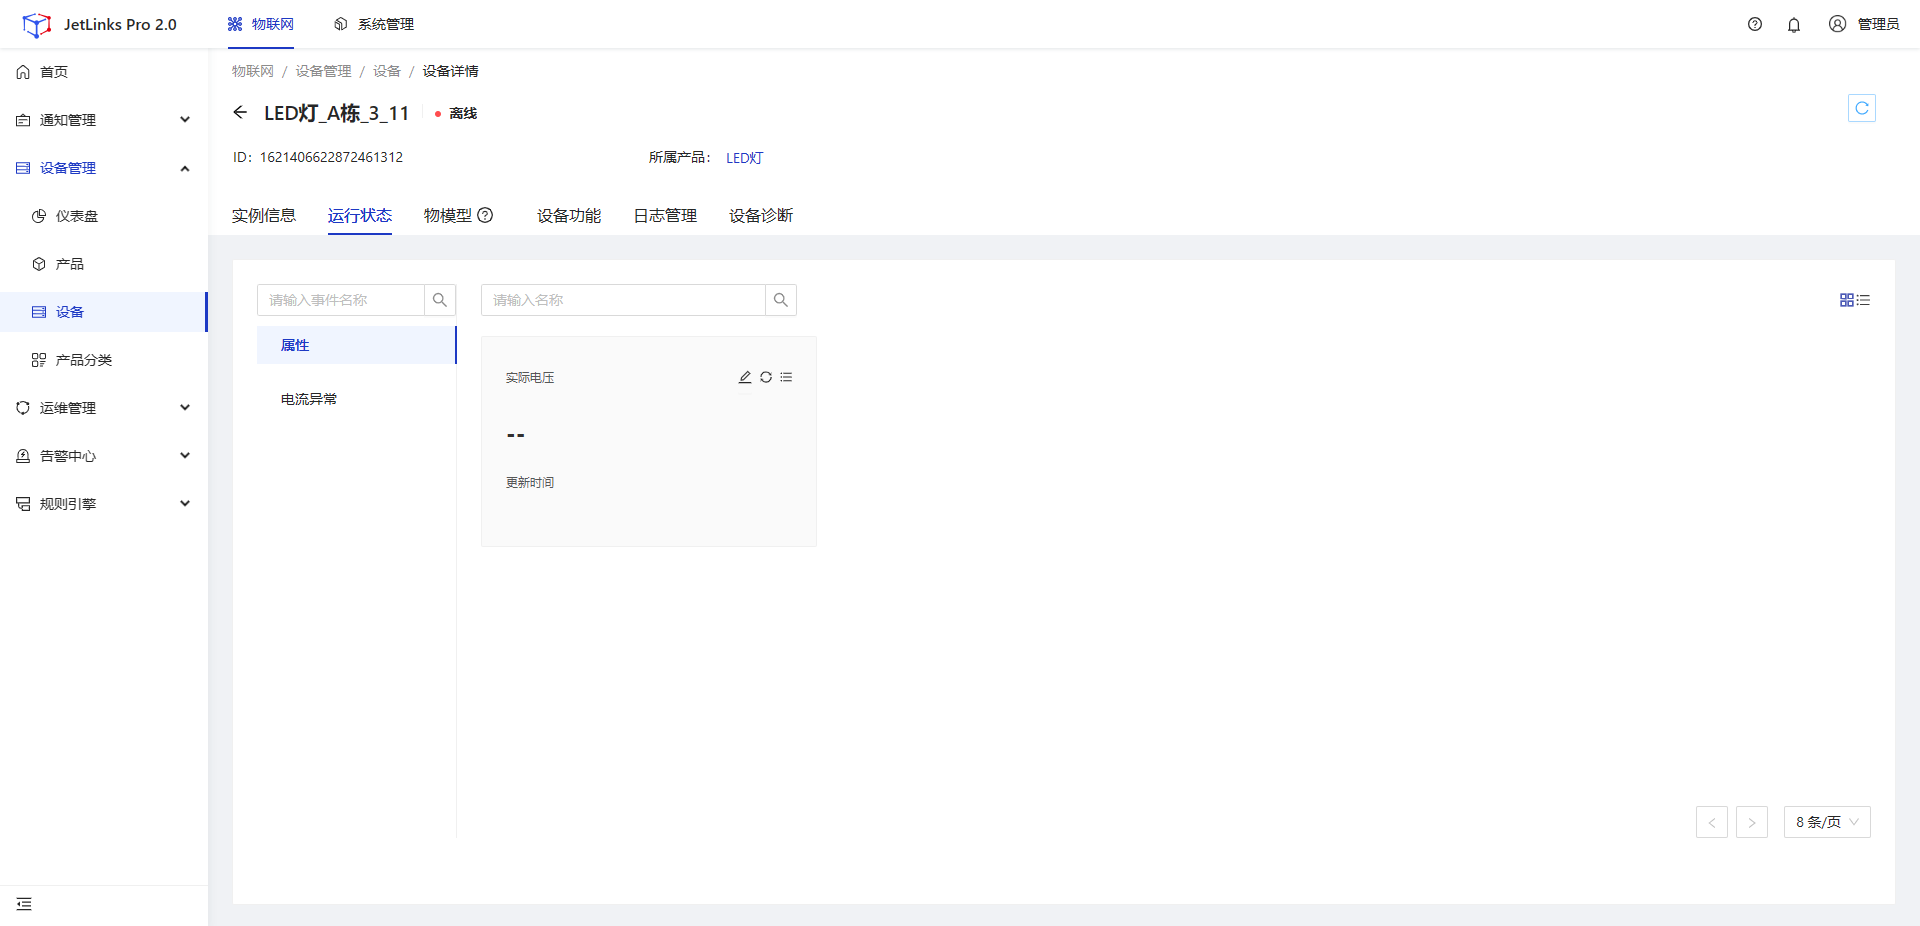 JetLinks Pro 2.0
物联网
系统管理
管理员
首页
通知管理
设备管理
仪表盘
产品
设备
产品分类
运维管理
告警中心
规则引擎
物联网 / 设备管理 / 设备 / 设备详情
LED灯_A栋_3_11
离线
ID：1621406622872461312
所属产品： LED灯
实例信息
运行状态
物模型
设备功能
日志管理
设备诊断
请输入事件名称
请输入名称
属性
电流异常
实际电压
--
更新时间
< > 8 条/页